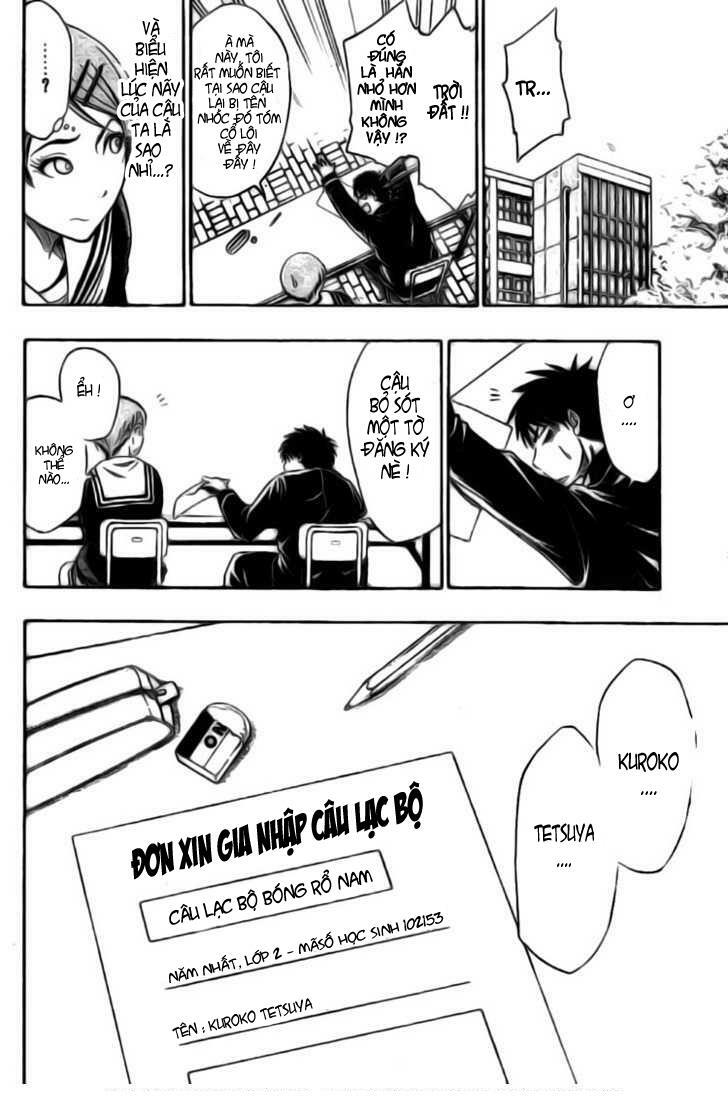 TR...
TRỜI
ĐẤT !!
CÓ
ĐÚNG
LÀ HẮN
NHỎ HƠN
MÌNH
KHÔNG
VẬY !?
À MÀ
NÀY, TÔI
RẤT MUỐN BIẾT
TẠI SAO CẬU
LẠI BỊ TÊN
NHÓC ĐÓ TÓM
CỔ LÔI
VỀ ĐÂY
ĐẤY !
VÀ
BIỂU
HIỆN
LÚC NÃY
CỦA CẬU
TA LÀ
SAO
NHỈ...?
......?
Ơ
....
CẬU
BỎ SÓT
MỘT TỜ
ĐĂNG KÝ
NÈ !
ỂH !
KHÔNG
THỂ
NÀO...
KUROKO
....
TETSUYA
....
ĐƠN XIN GIA NHẬP CÂU LẠC BỘ
CÂU LẠC BỘ BÓNG RỔ NAM
NĂM NHẤT, LỚP 2 - MÃSỐ HỌC SINH 102153
TÊN : KUROKO TETSUYA